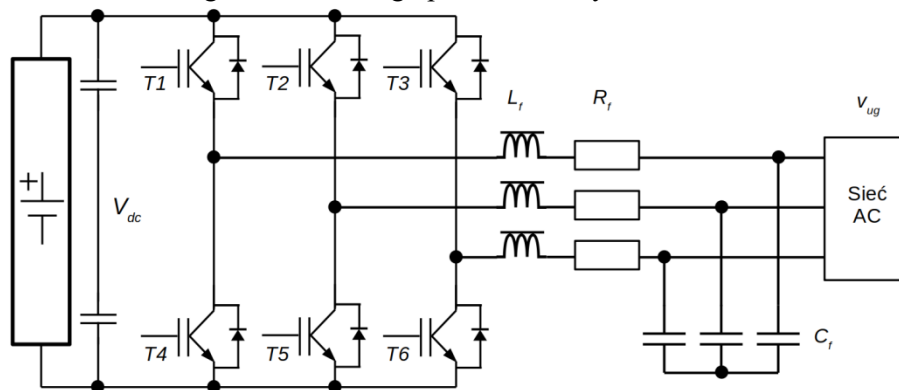 T1
T2
T3
L_f
R_f
v_ug
Sieć
AC
+
V_dc
T4
T5
T6
C_f